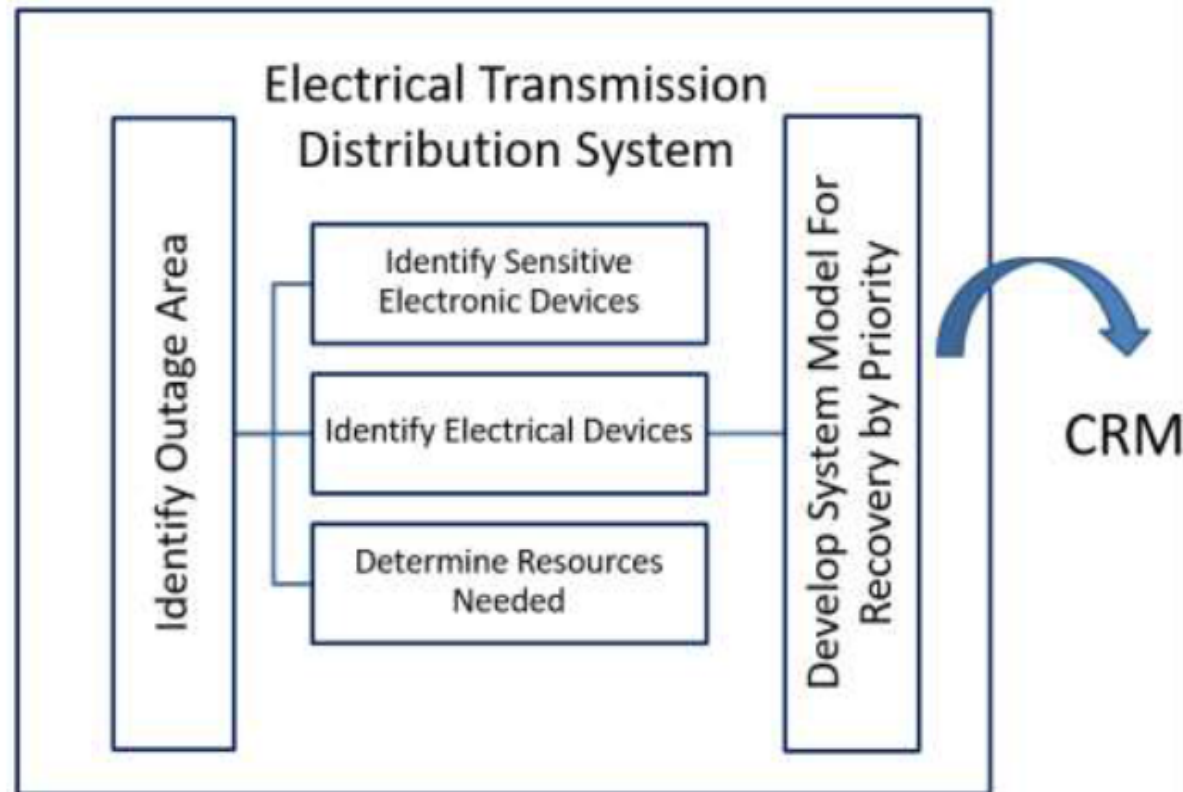 Electrical Transmission
Distribution System
Identify Outage Area
Identify Sensitive
Electronic Devices
Identify Electrical Devices
Determine Resources
Needed
Develop System Model For
Recovery by Priority
CRM